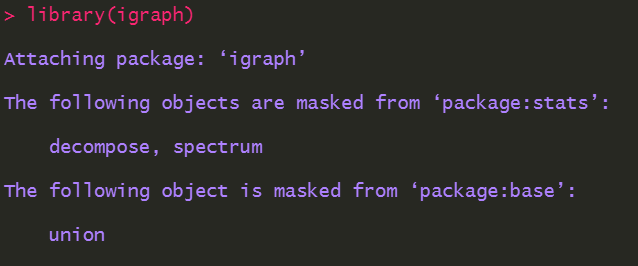 > library(igraph)
Attaching package: ‘igraph’
The following objects are masked from ‘package:stats’:
    decompose, spectrum
The following object is masked from ‘package:base’:
    union